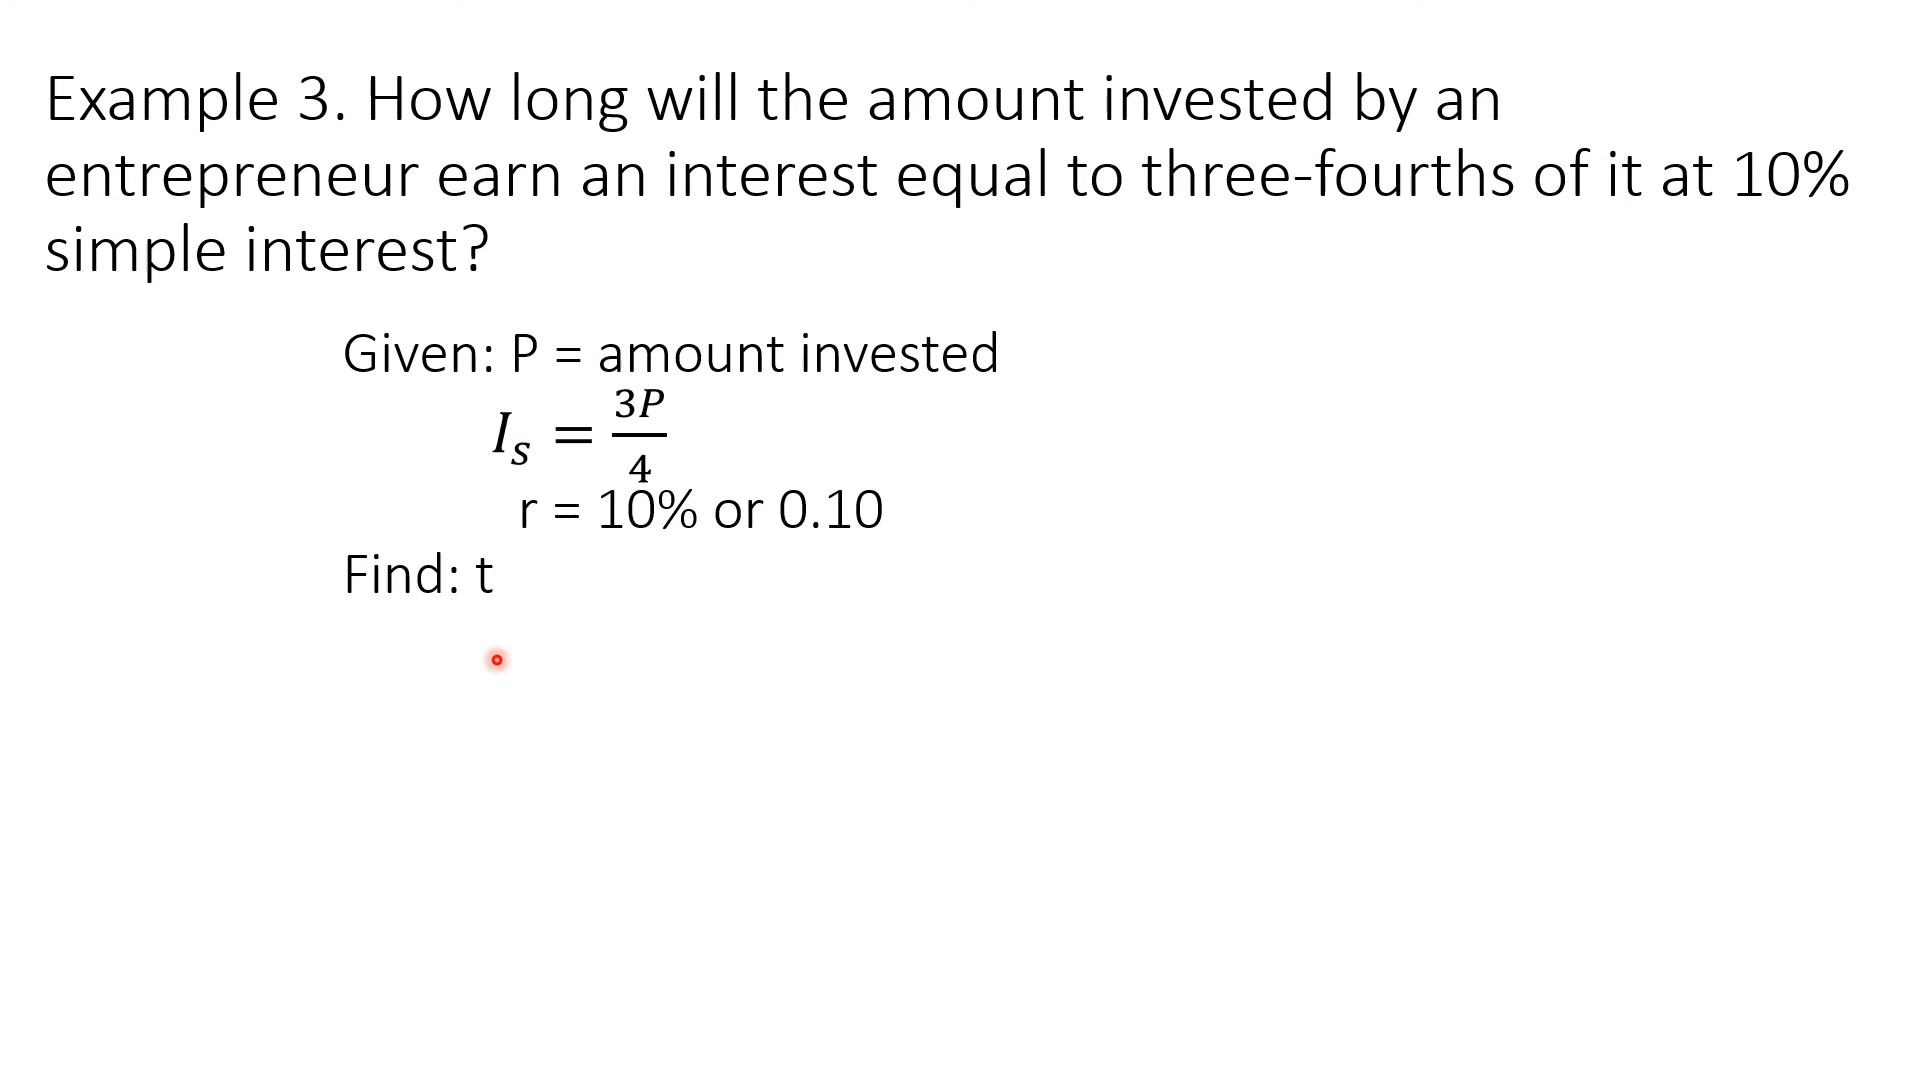 Example 3. How long will the amount invested by an
entrepreneur earn an interest equal to three-fourths of it at 10%
simple interest?
Given: P = amount invested
I_s = 3P/4
r = 10% or 0.10
Find: t